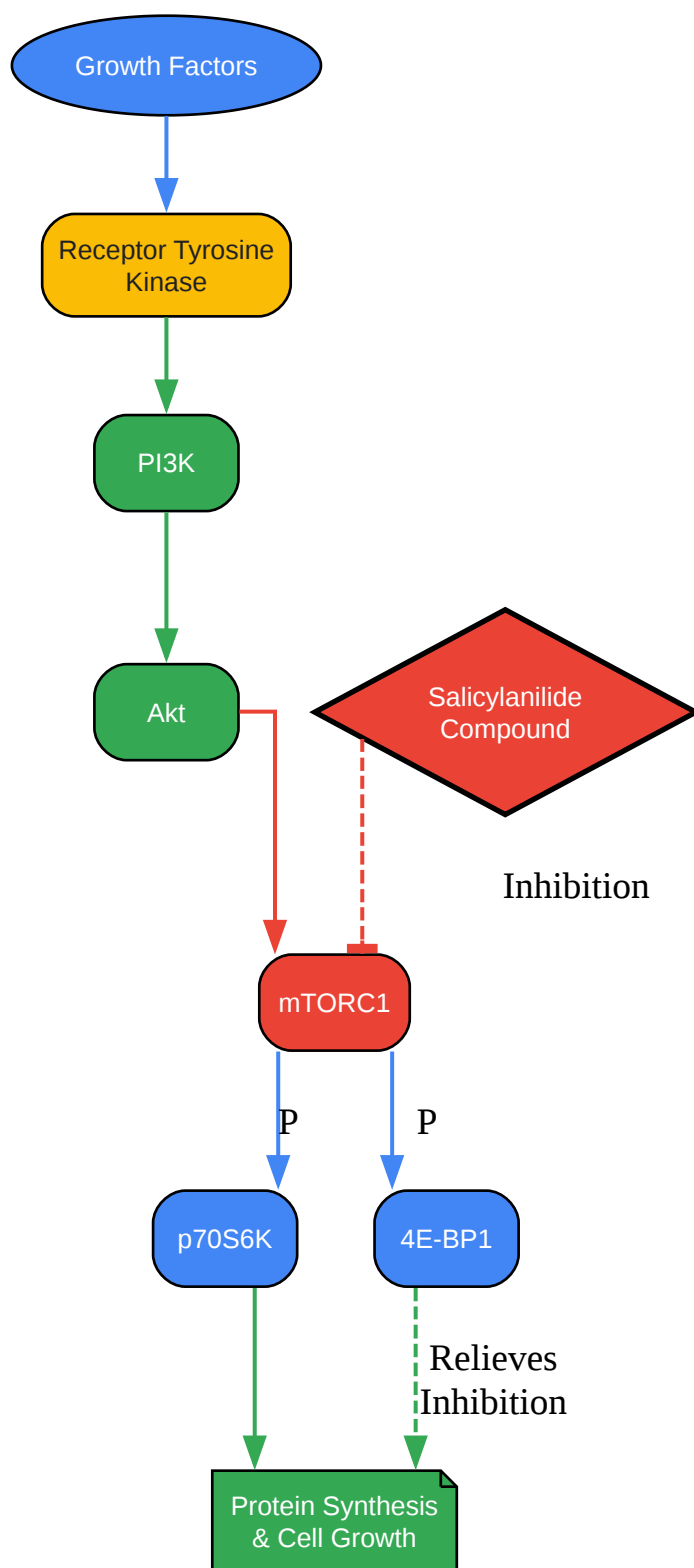 Growth Factors
Receptor Tyrosine
Kinase
PI3K
Akt
Salicylanilide
Compound
Inhibition
mTORC1
P
P
p70S6K
4E-BP1
Relieves
Inhibition
Protein Synthesis
& Cell Growth